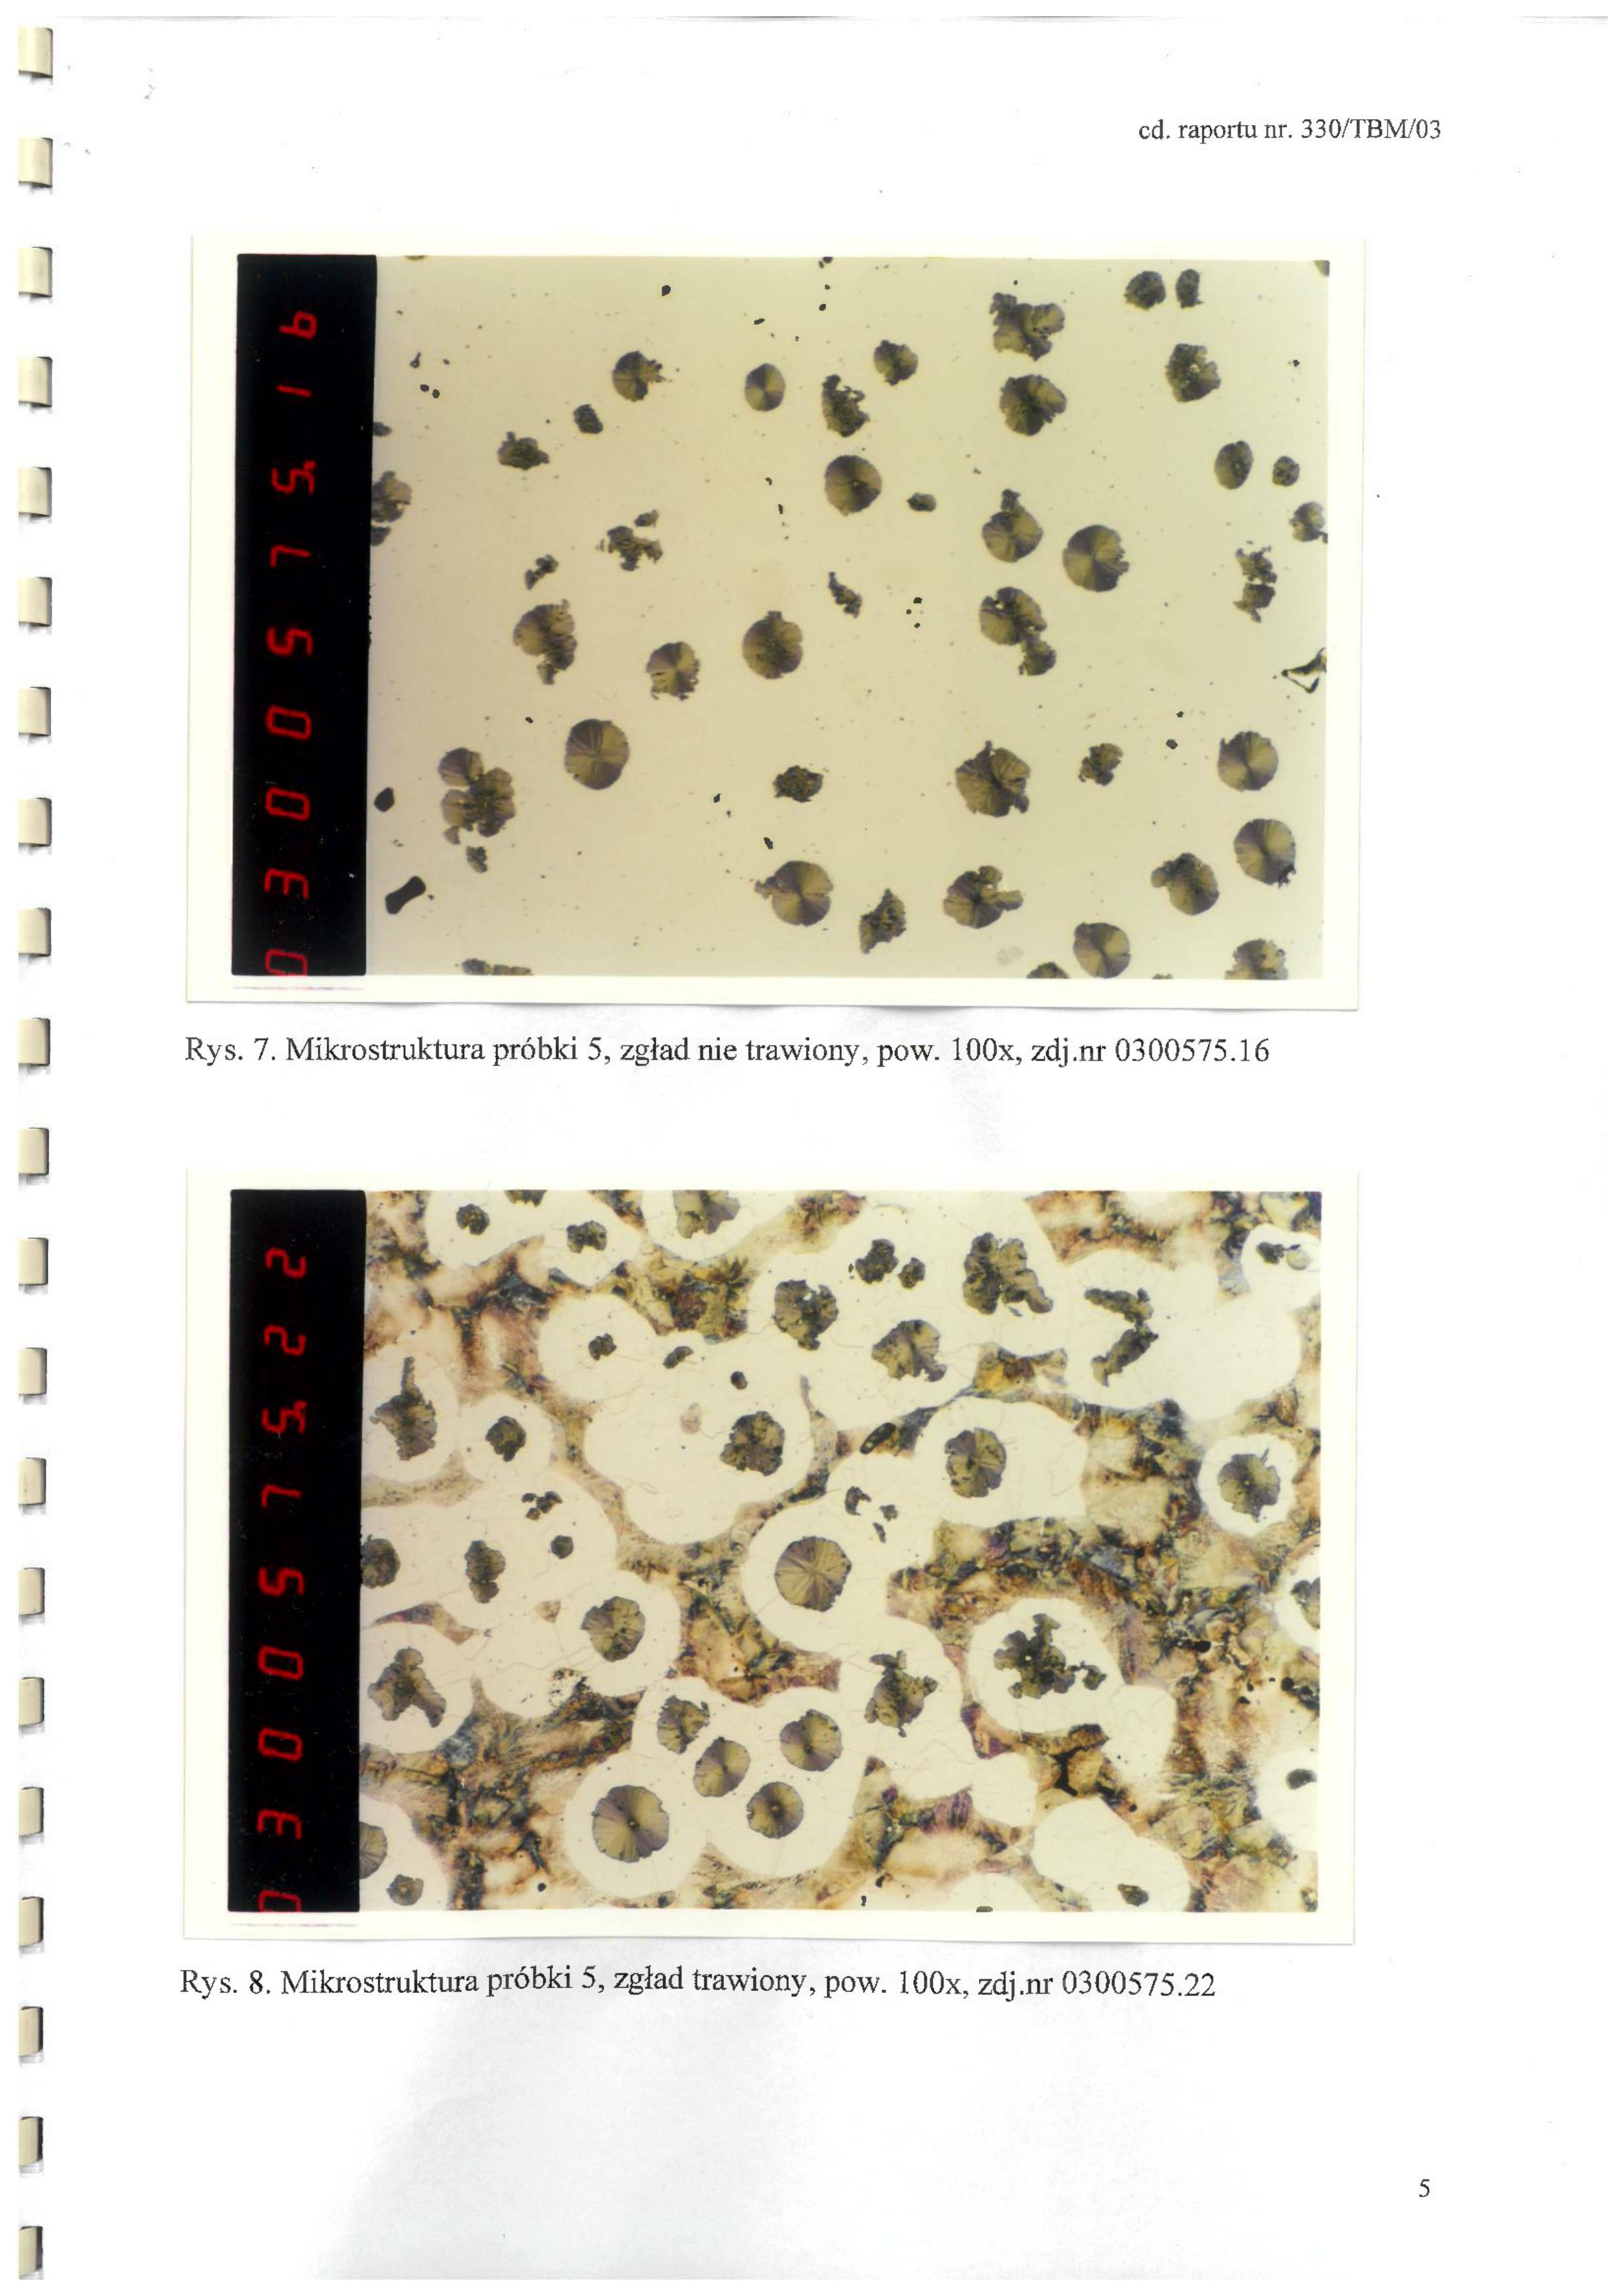 cd. raportu nr. 330/TBM/03
0300575.16
Rys. 7. Mikrostruktura próbki 5, zgład nie trawiony, pow. 100x, zdj.nr 0300575.16
0300575.22
Rys. 8. Mikrostruktura próbki 5, zgład trawiony, pow. 100x, zdj.nr 0300575.22
5